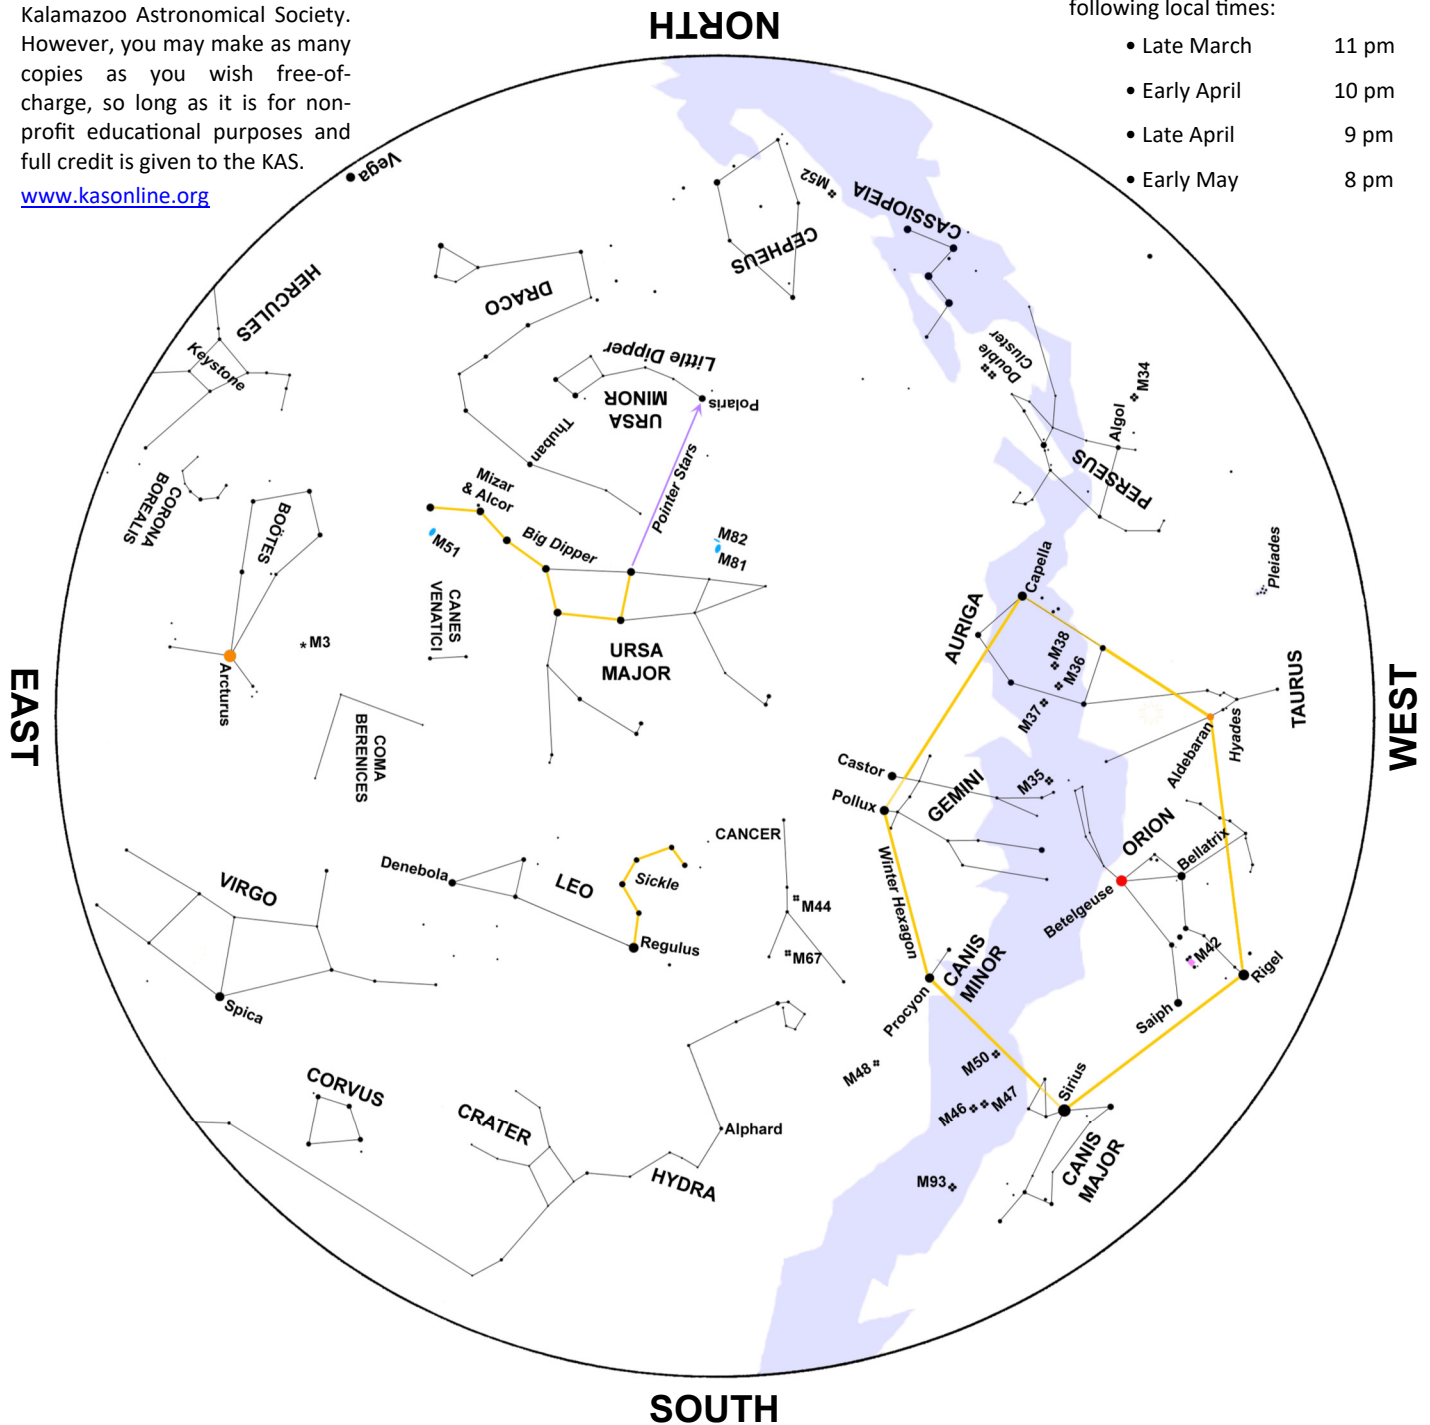 Kalamazoo Astronomical Society.
However, you may make as many
copies as you wish free-of-
charge, so long as it is for non-
profit educational purposes and
full credit is given to the KAS.
www.kasonline.org
following local times:
• Late March 11 pm
• Early April 10 pm
• Late April 9 pm
• Early May 8 pm
NORTH
Vega
M52
CASSIOPEIA
CEPHEUS
HERCULES
Keystone
DRACO
Little Dipper
URSA
MINOR
Polaris
Double
Cluster
M34
Algol
PERSEUS
Thuban
Mizar
& Alcor
Pointer Stars
CORONA
BOREALIS
BOÖTES
M51
Big Dipper
M82
M81
Capella
Pleiades
CANES
VENATICI
AURIGA
M38
M36
M37
M3
Arcturus
URSA
MAJOR
TAURUS
Hyades
Aldebaran
EAST
WEST
COMA
BERENICES
Castor
Pollux
GEMINI
M35
ORION
Bellatrix
CANCER
Denebola
LEO
Sickle
VIRGO
Winter Hexagon
Betelgeuse
M44
M42
Regulus
M67
CANIS
MINOR
Procyon
Rigel
Spica
Saiph
M48
M50
Sirius
CORVUS
CRATER
M46
M47
Alphard
CANIS
MAJOR
HYDRA
M93
SOUTH